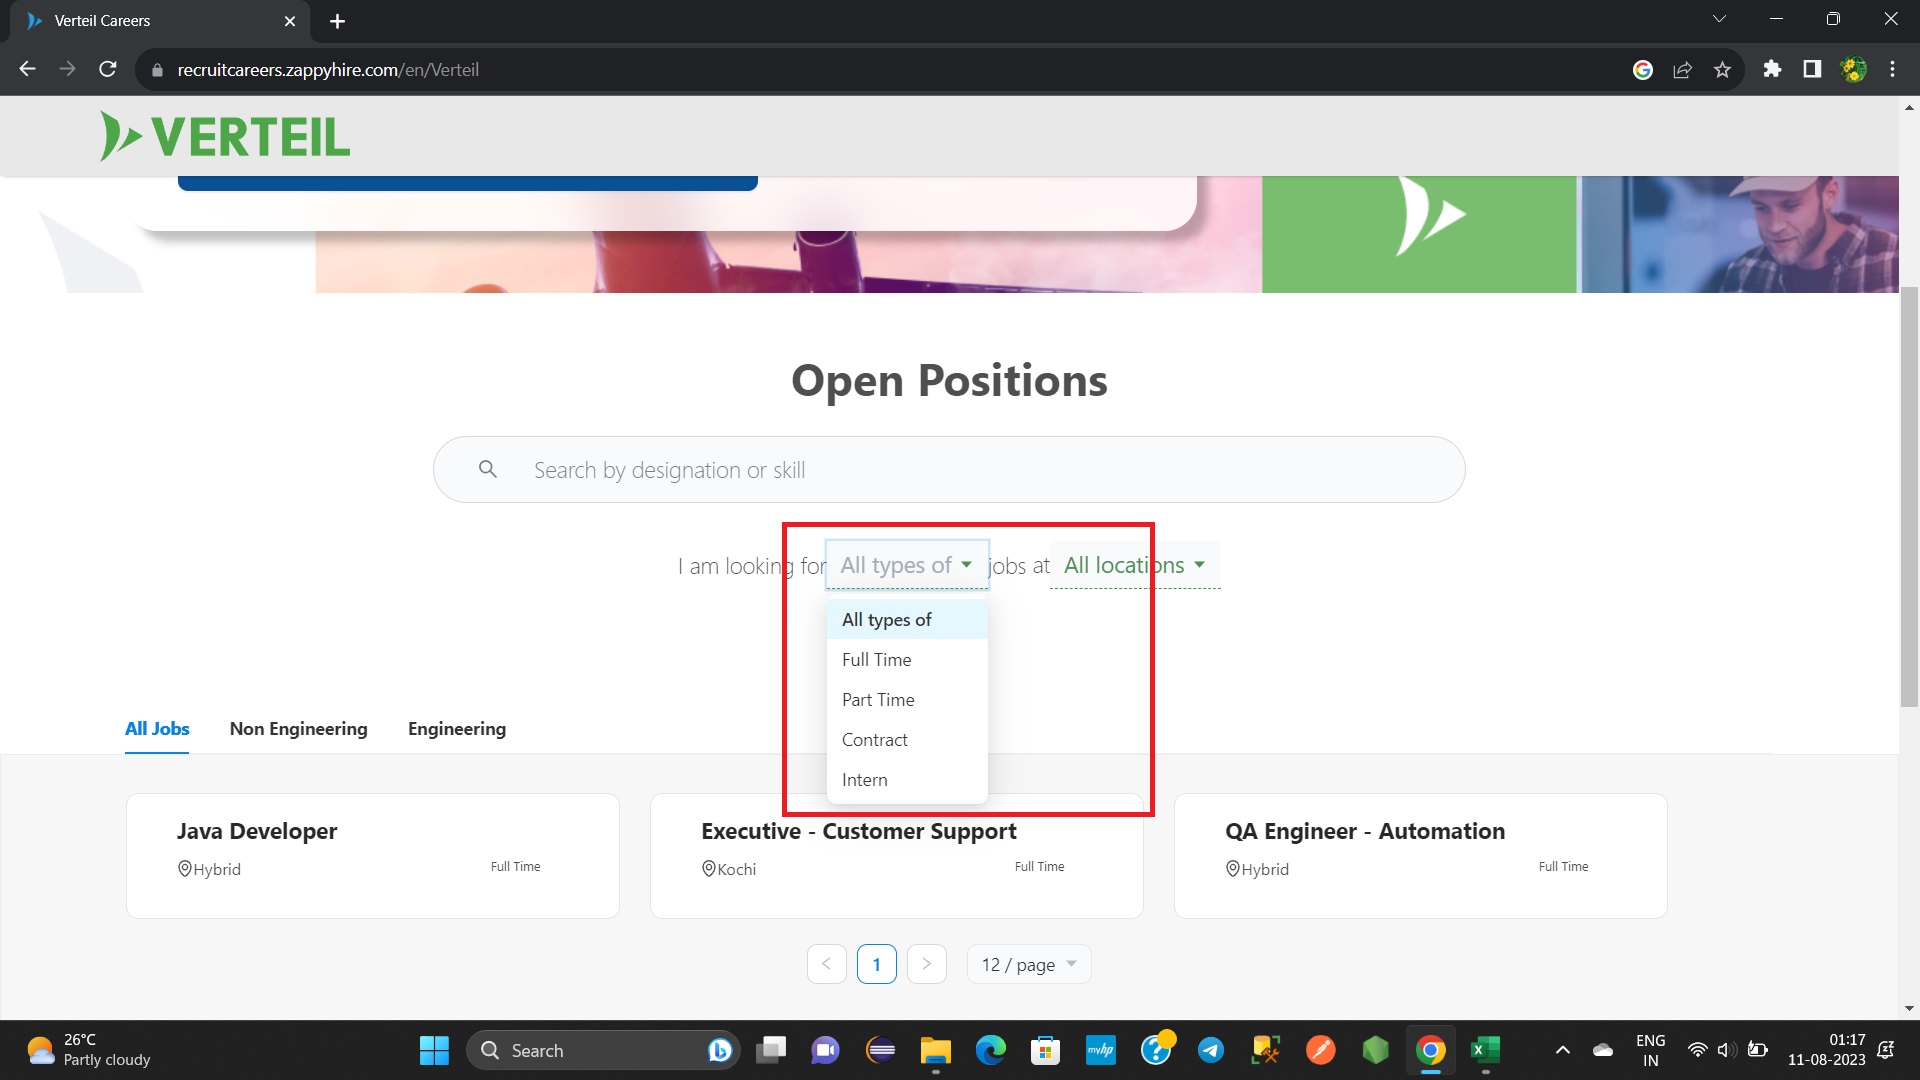 Verteil Careers
recruitcareers.zappyhire.com/en/Verteil
VERTEIL
Open Positions
Search by designation or skill
I am looking for All types of jobs at All locations
All types of
Full Time
Part Time
Contract
Intern
All Jobs Non Engineering Engineering
Java Developer
Hybrid Full Time
Executive - Customer Support
Kochi Full Time
QA Engineer - Automation
Hybrid Full Time
1 12 / page
26°C
Partly cloudy
Search
myhp
ENG
IN
01:17
11-08-2023